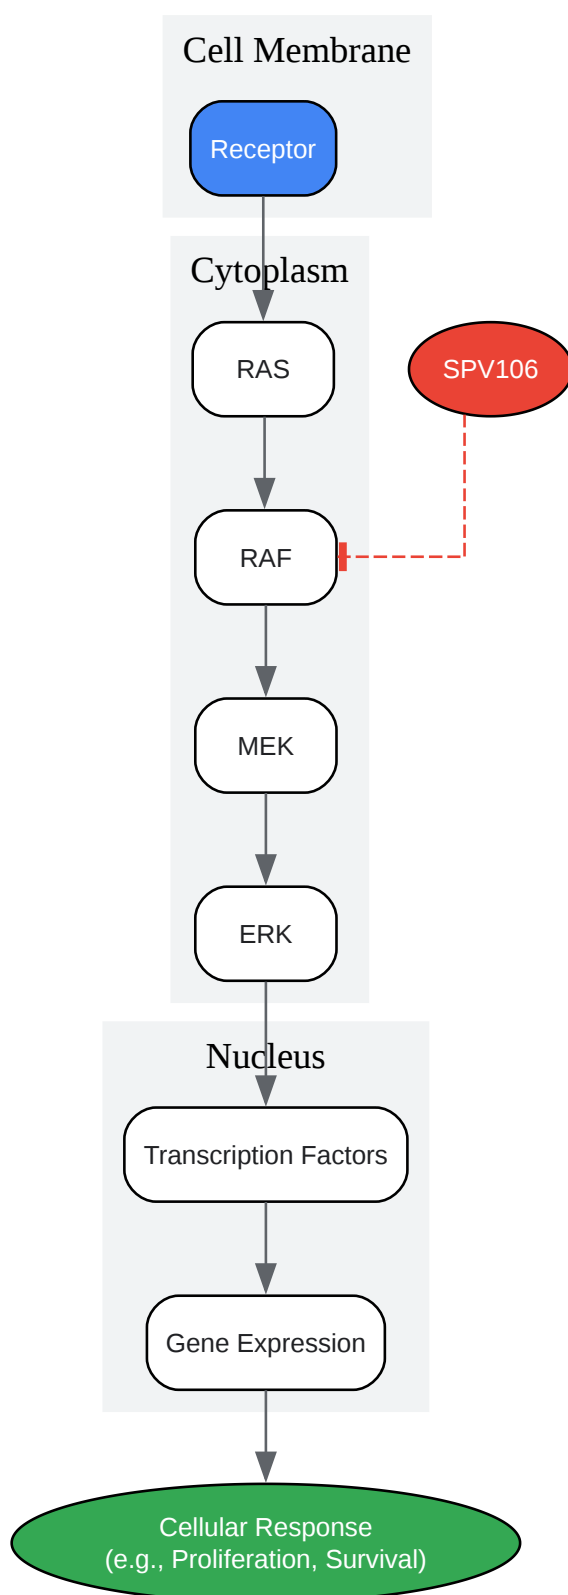 Cell Membrane
Receptor
Cytoplasm
RAS
SPV106
RAF
MEK
ERK
Nucleus
Transcription Factors
Gene Expression
Cellular Response
(e.g., Proliferation, Survival)